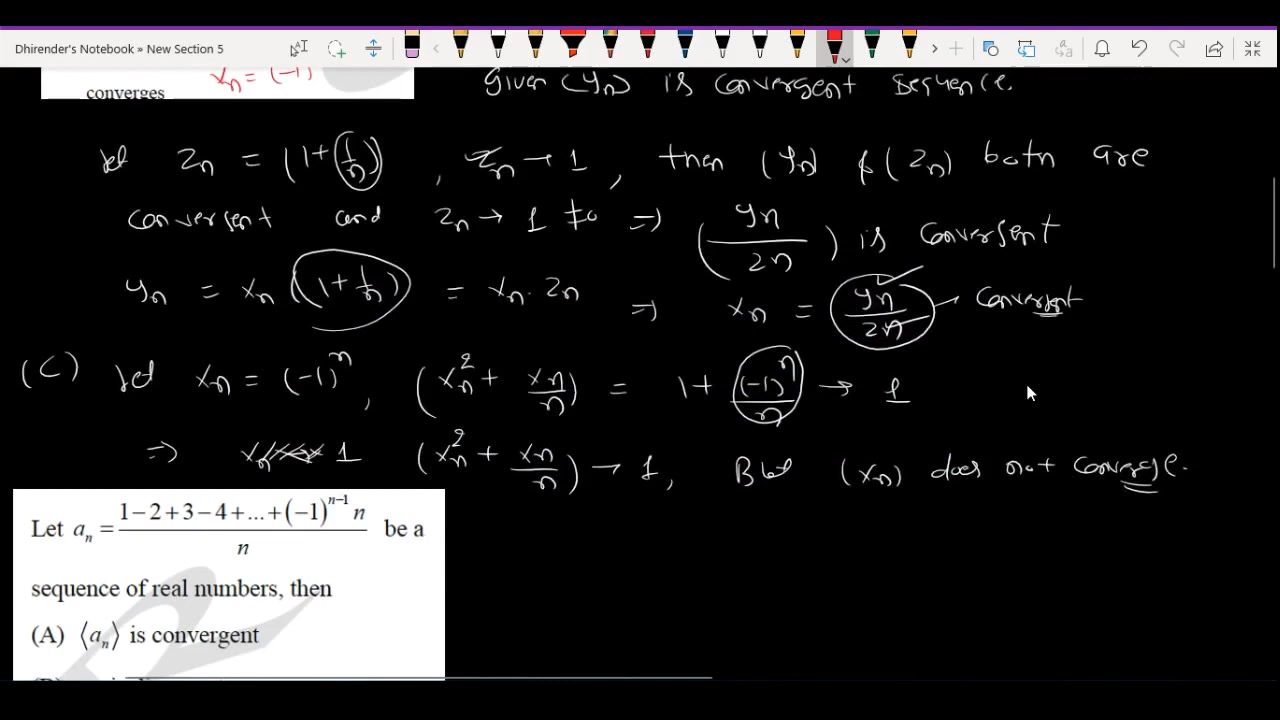 Dhirender's Notebook » New Section 5
xn = (-1)
converges
Given (yn) is convergent sequence.
let zn = (1+(1/n)) , zn → 1 , then (yn) & (zn) both are
convergent and zn → 1 ≠0 => (yn/zn) is convergent
yn = xn (1+1/n) = xn · zn => xn = (yn/zn) → convergent
(C) let xn = (-1)^n , (xn^2 + xn/n) = 1 + (-1)^n/n → 1
=> 1 (xn^2 + xn/n) → 1, But (xn) does not converge.
Let a_n = (1−2+3−4+...+(−1)^(n−1) n)/n be a
sequence of real numbers, then
(A) ⟨a_n⟩ is convergent